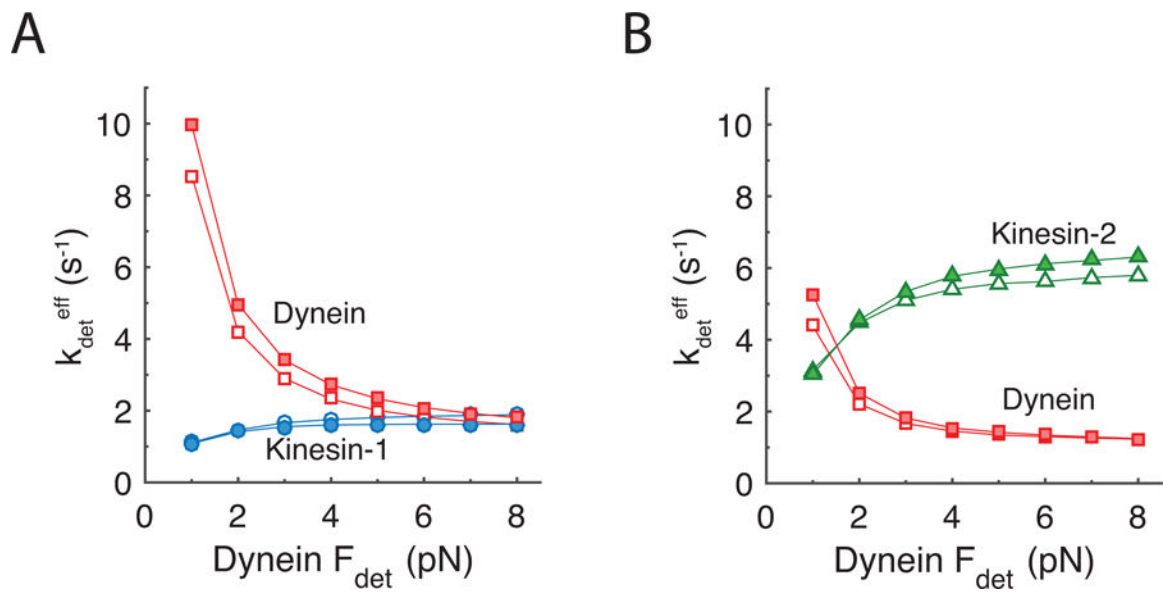 A
k_det^eff (s^-1)
10
8
6
4
2
0
Dynein
Kinesin-1
0 2 4 6 8
Dynein F_det (pN)
B
k_det^eff (s^-1)
10
8
6
4
2
0
Kinesin-2
Dynein
0 2 4 6 8
Dynein F_det (pN)